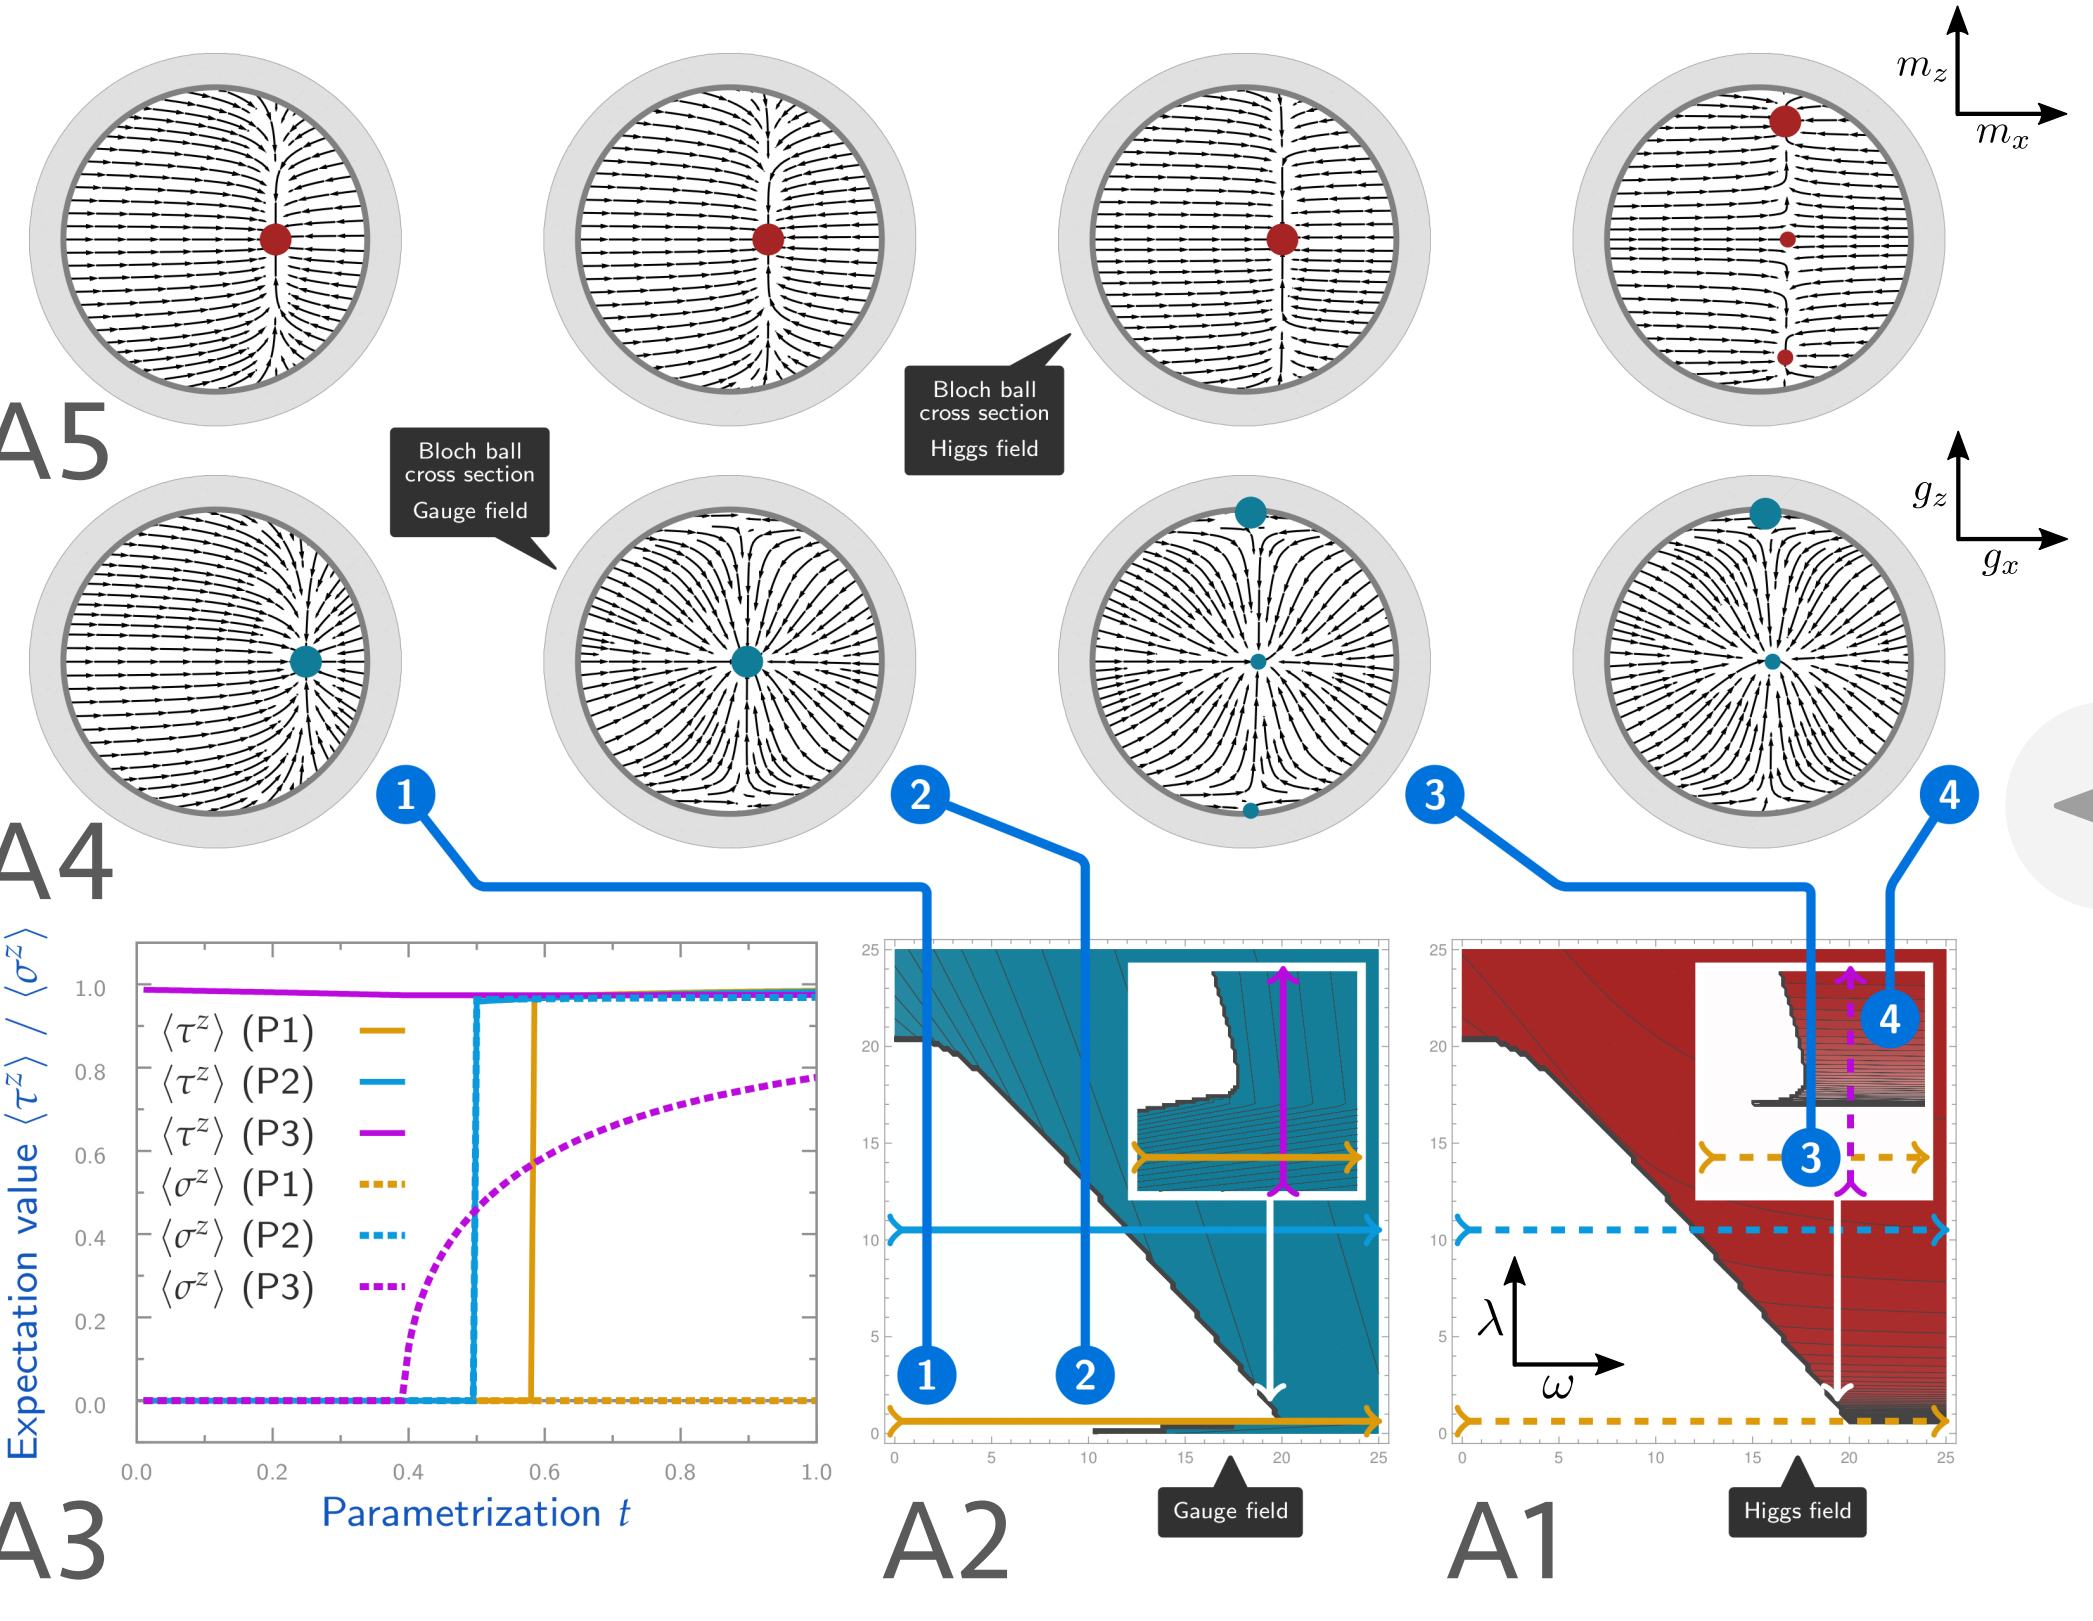 m_z
m_x
A5
Bloch ball
cross section
Higgs field
Bloch ball
cross section
Gauge field
g_z
g_x
1
2
3
4
A4
Expectation value ⟨τ^z⟩ / ⟨σ^z⟩
1.0
0.8
0.6
0.4
0.2
0.0
⟨τ^z⟩ (P1)
⟨τ^z⟩ (P2)
⟨τ^z⟩ (P3)
⟨σ^z⟩ (P1)
⟨σ^z⟩ (P2)
⟨σ^z⟩ (P3)
0.0 0.2 0.4 0.6 0.8 1.0
Parametrization t
A3
25
20
15
10
5
0
1
2
0 5 10 15 20 25
Gauge field
A2
25
20
15
10
5
0
4
3
λ
ω
0 5 10 15 20 25
Higgs field
A1